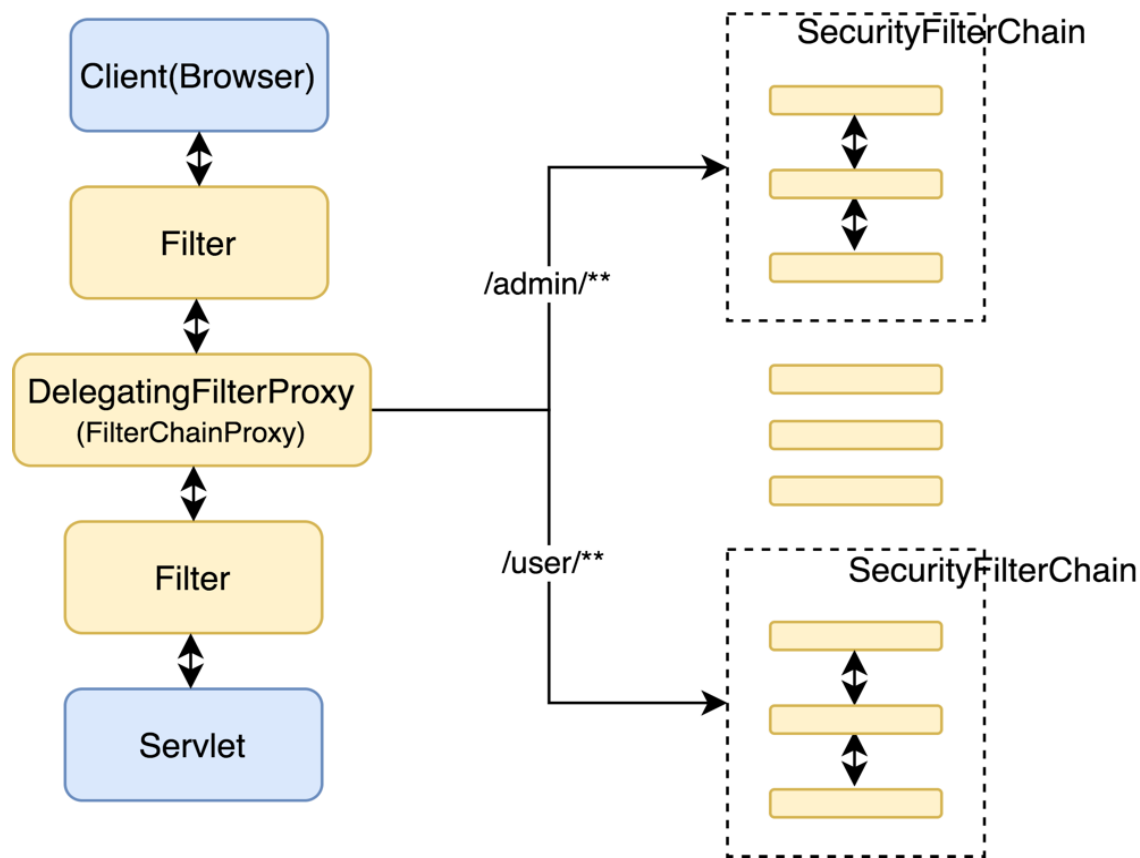 Client(Browser)
Filter
DelegatingFilterProxy
(FilterChainProxy)
Filter
Servlet
/admin/**
/user/**
SecurityFilterChain
SecurityFilterChain